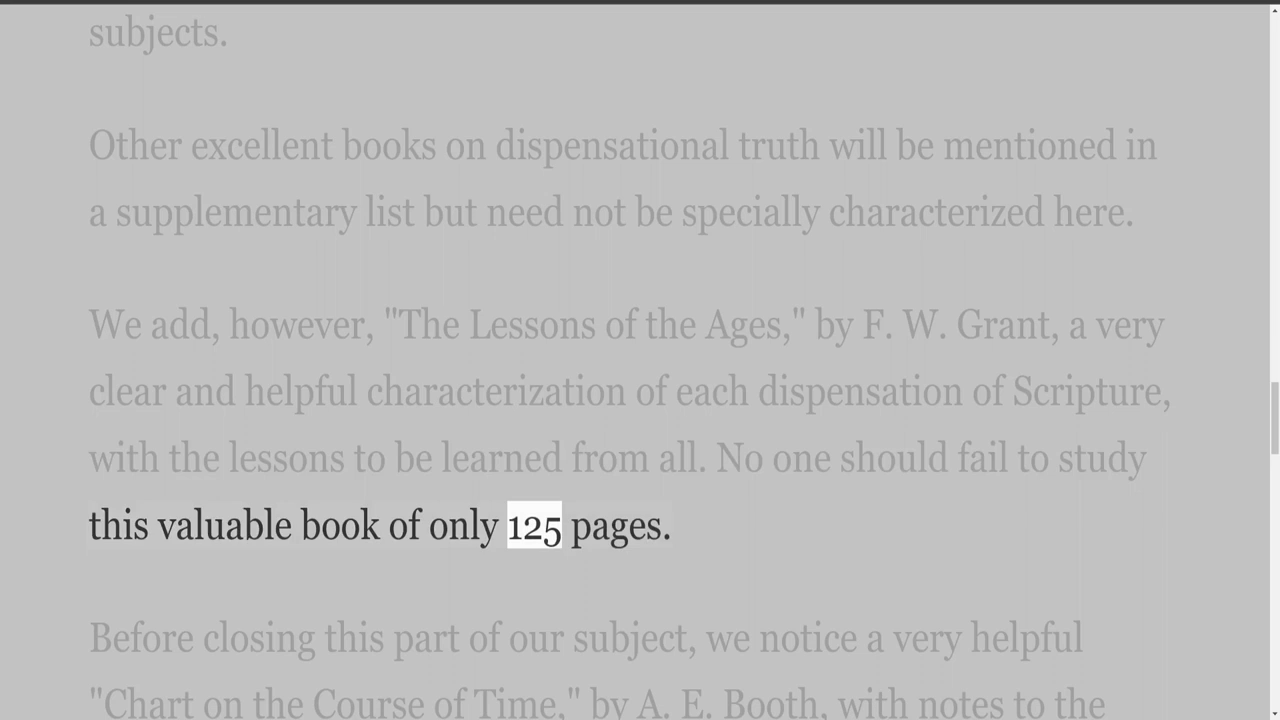 subjects.
Other excellent books on dispensational truth will be mentioned in
a supplementary list but need not be specially characterized here.
We add, however, "The Lessons of the Ages," by F. W. Grant, a very
clear and helpful characterization of each dispensation of Scripture,
with the lessons to be learned from all. No one should fail to study
this valuable book of only 125 pages.
Before closing this part of our subject, we notice a very helpful
"Chart on the Course of Time," by A. E. Booth, with notes to the